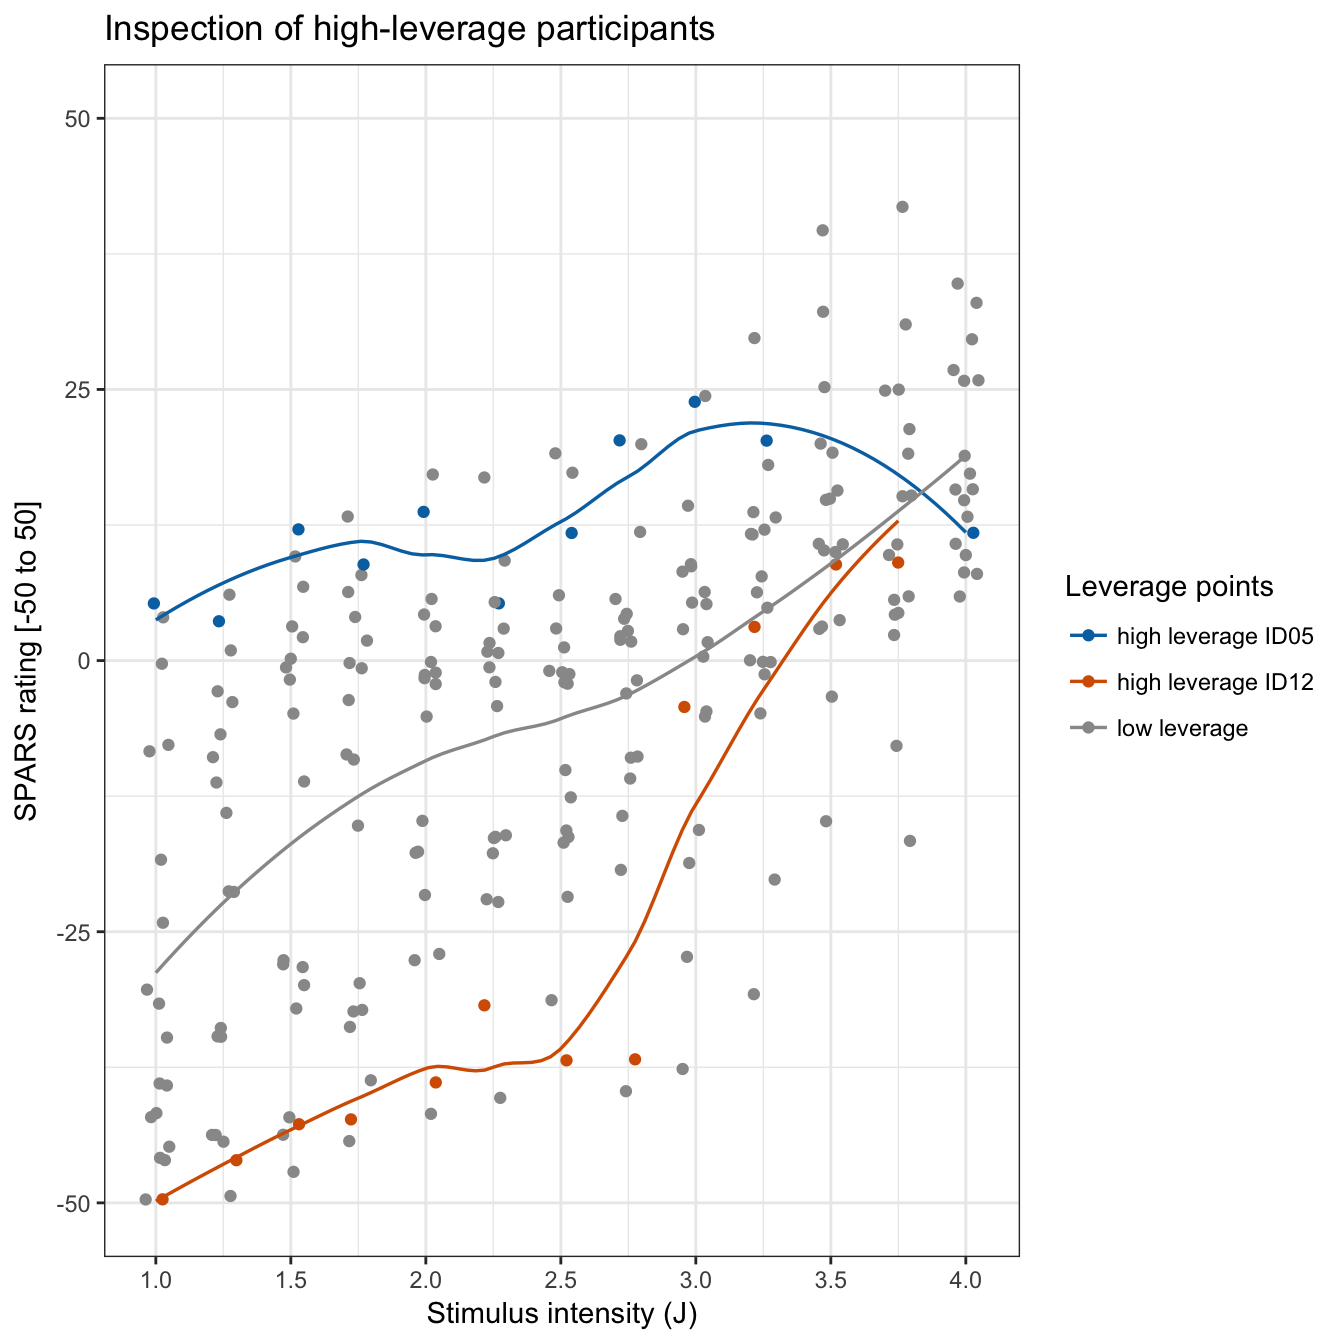 Inspection of high-leverage participants
SPARS rating [-50 to 50]
50
25
0
-25
-50
1.0 1.5 2.0 2.5 3.0 3.5 4.0
Stimulus intensity (J)
Leverage points
high leverage ID05
high leverage ID12
low leverage